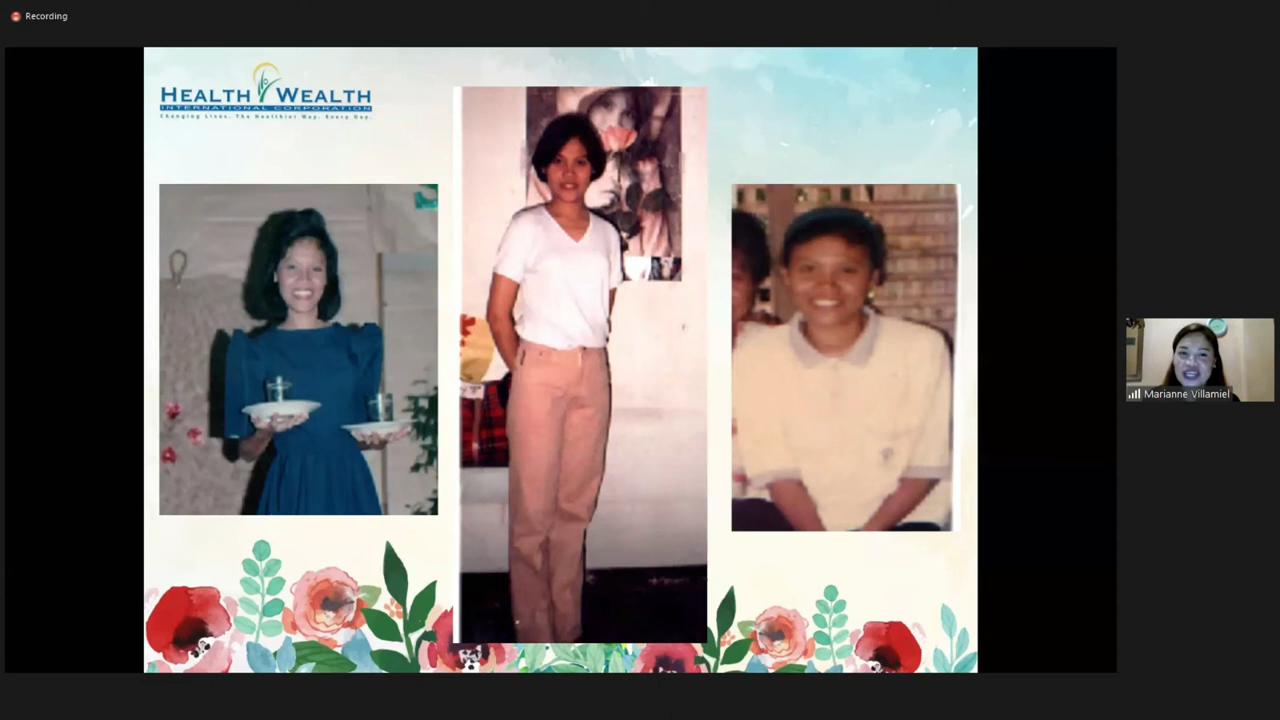 Recording
HEALTH WEALTH
INTERNATIONAL CORPORATION
Changing Lives. The Healthier Way. Every Day.
Marianne Villamiel